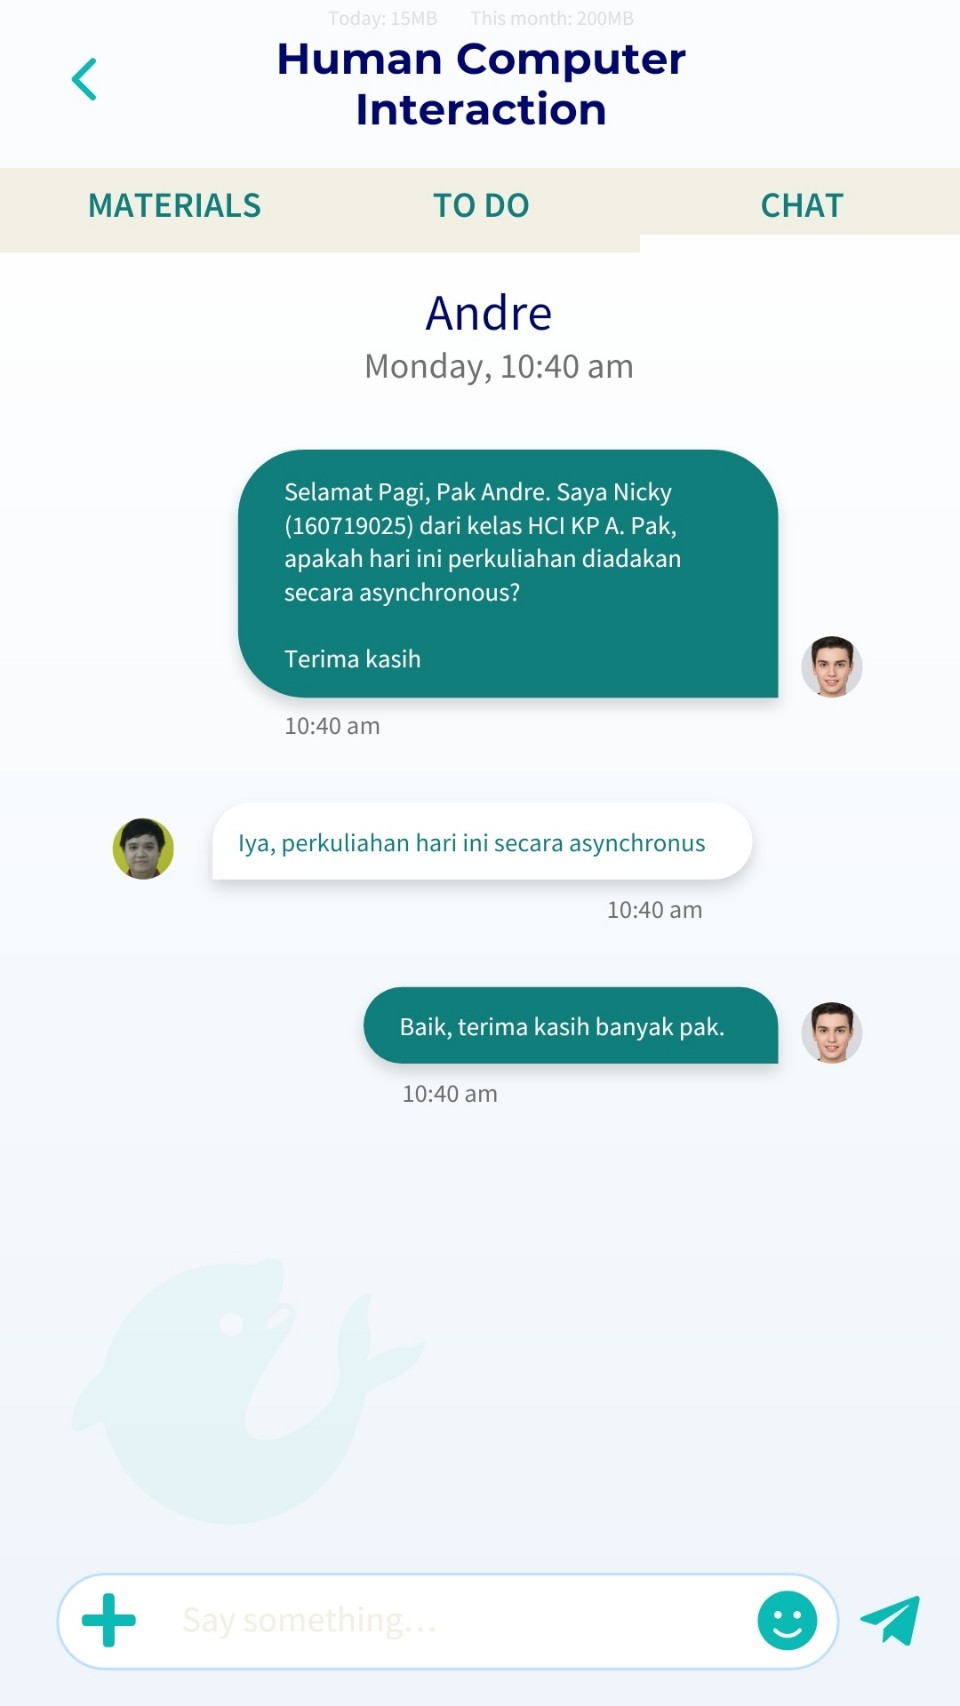 Today: 15MB This month: 200MB
Human Computer
Interaction
MATERIALS TO DO CHAT
Andre
Monday, 10:40 am
Selamat Pagi, Pak Andre. Saya Nicky
(160719025) dari kelas HCI KP A. Pak,
apakah hari ini perkuliahan diadakan
secara asynchronous?
Terima kasih
10:40 am
Iya, perkuliahan hari ini secara asynchronus
10:40 am
Baik, terima kasih banyak pak.
10:40 am
Say something...